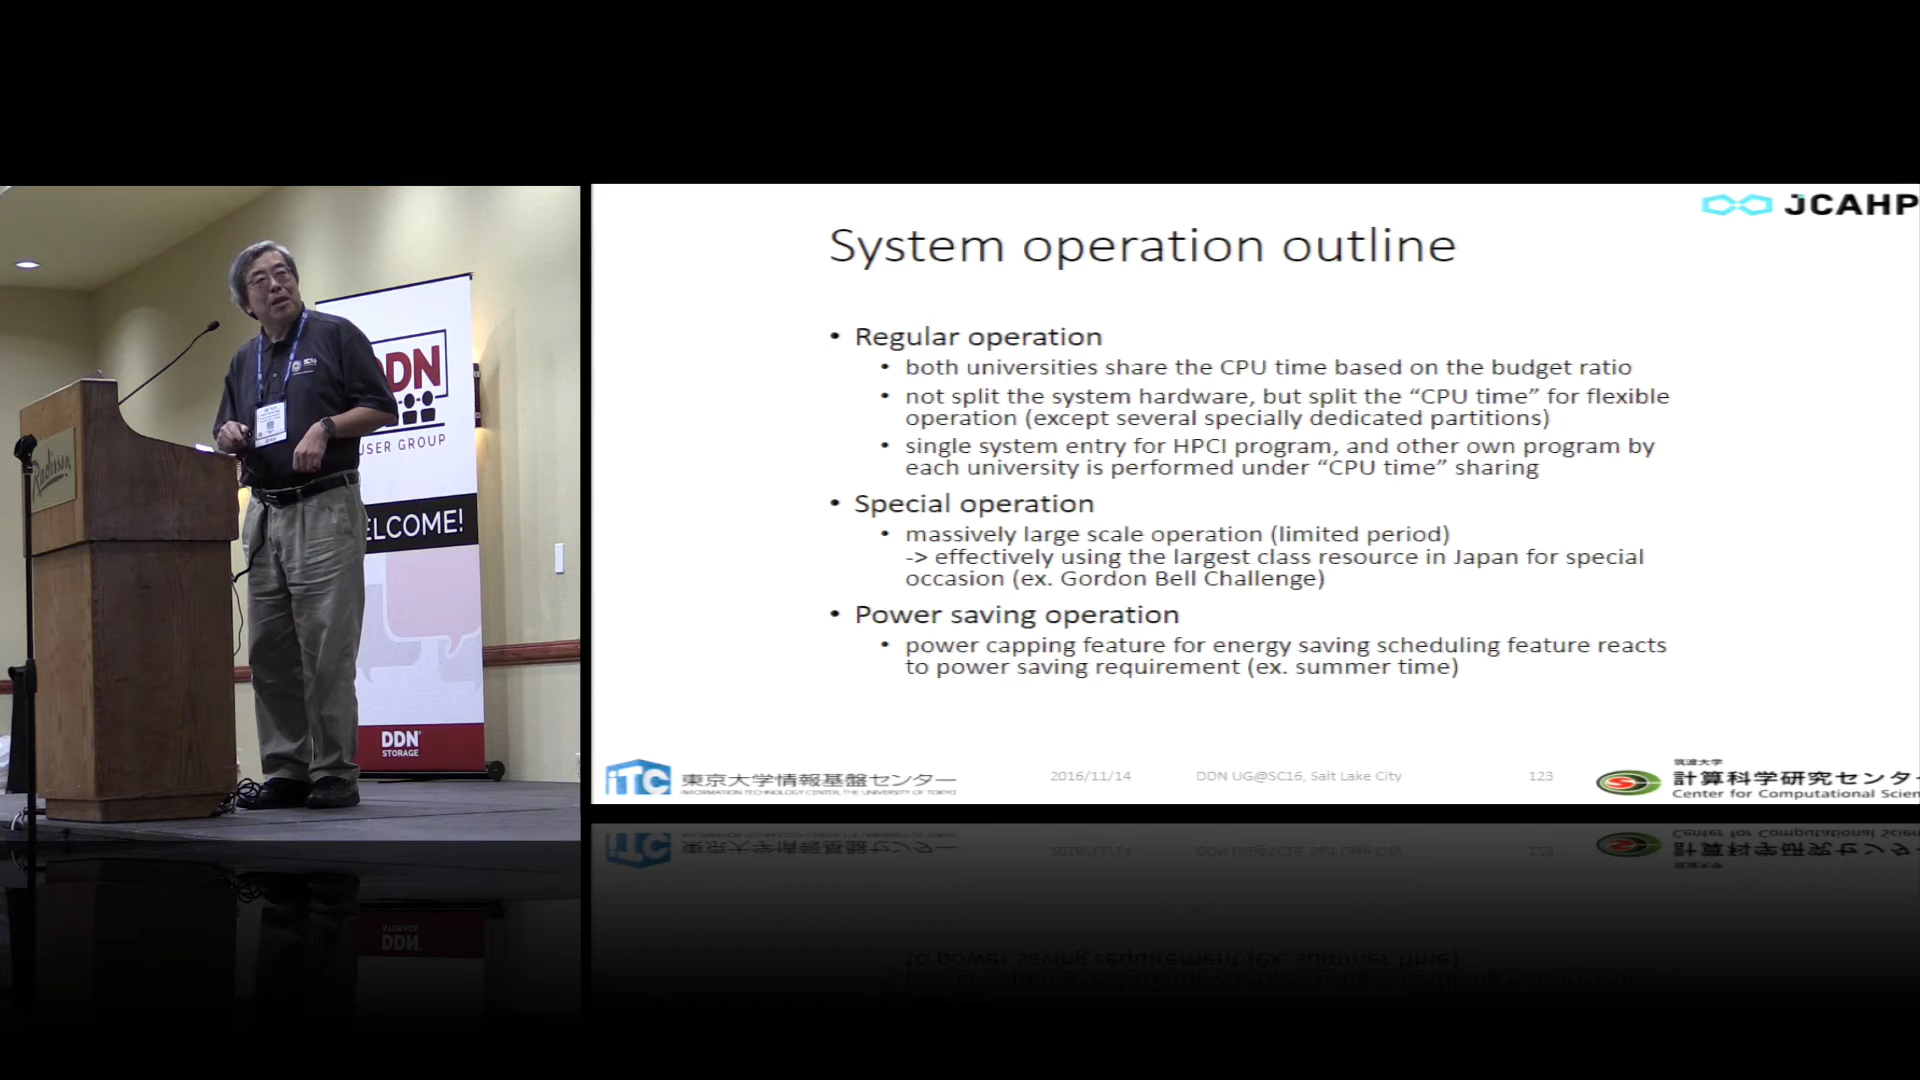 JCAHP
System operation outline
• Regular operation
• both universities share the CPU time based on the budget ratio
• not split the system hardware, but split the “CPU time” for flexible
operation (except several specially dedicated partitions)
• single system entry for HPCI program, and other own program by
each university is performed under “CPU time” sharing
• Special operation
• massively large scale operation (limited period)
-> effectively using the largest class resource in Japan for special
occasion (ex. Gordon Bell Challenge)
• Power saving operation
• power capping feature for energy saving scheduling feature reacts
to power saving requirement (ex. summer time)
iTC 東京大学情報基盤センター
INFORMATION TECHNOLOGY CENTER, THE UNIVERSITY OF TOKYO
2016/11/14
DDN UG@SC16, Salt Lake City
123
筑波大学
計算科学研究センター
Center for Computational Scien
Radisson
DDN
USER GROUP
ELCOME!
DDN
STORAGE